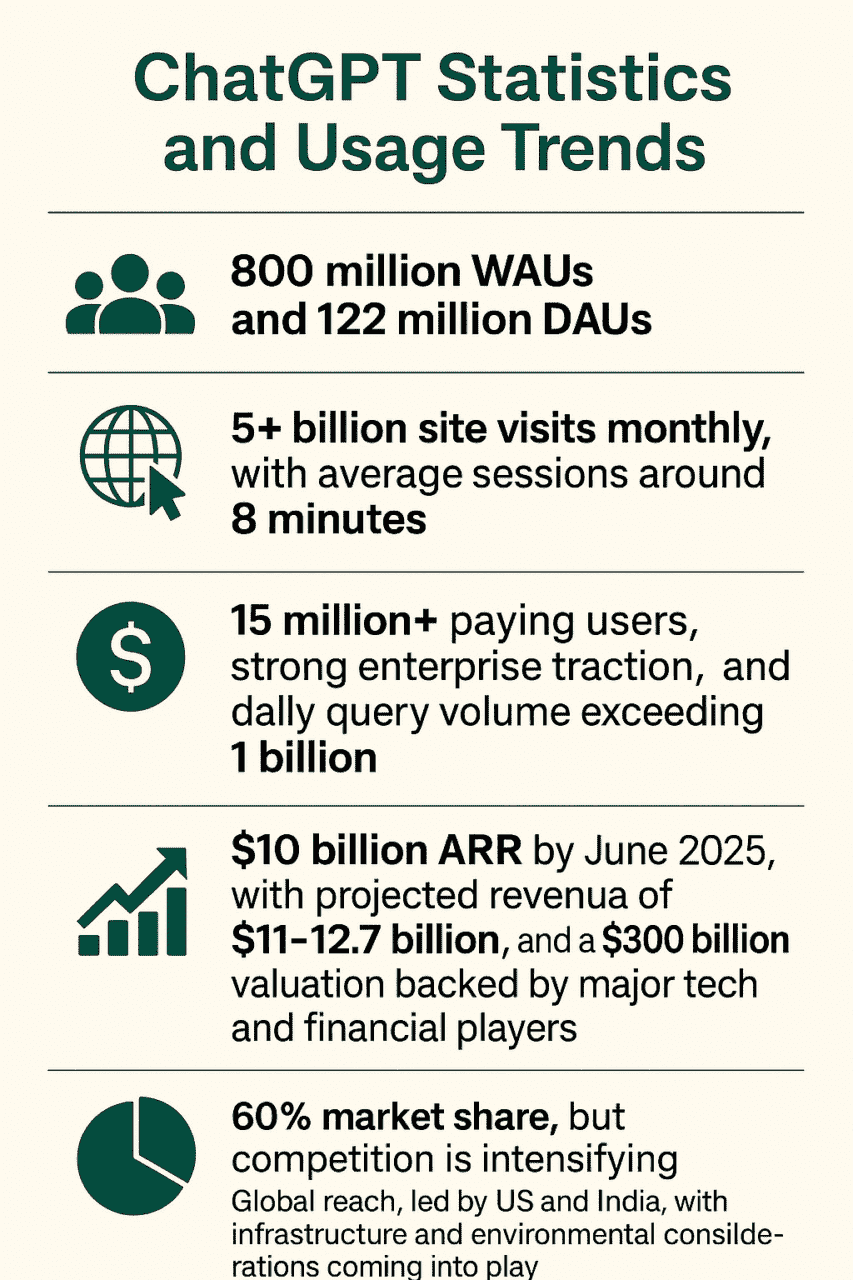 ChatGPT Statistics
and Usage Trends
800 million WAUs
and 122 million DAUs
5+ billion site visits monthly,
with average sessions around
8 minutes
$
15 million+ paying users,
strong enterprise traction, and
dally query volume exceeding
1 billion
$10 billion ARR by June 2025,
with projected revenua of
$11–12.7 billion, and a $300 billion
valuation backed by major tech
and financial players
60% market share, but
competition is intensifying
Global reach, led by US and India, with
infrastructure and environmental consilde-
rations coming into play